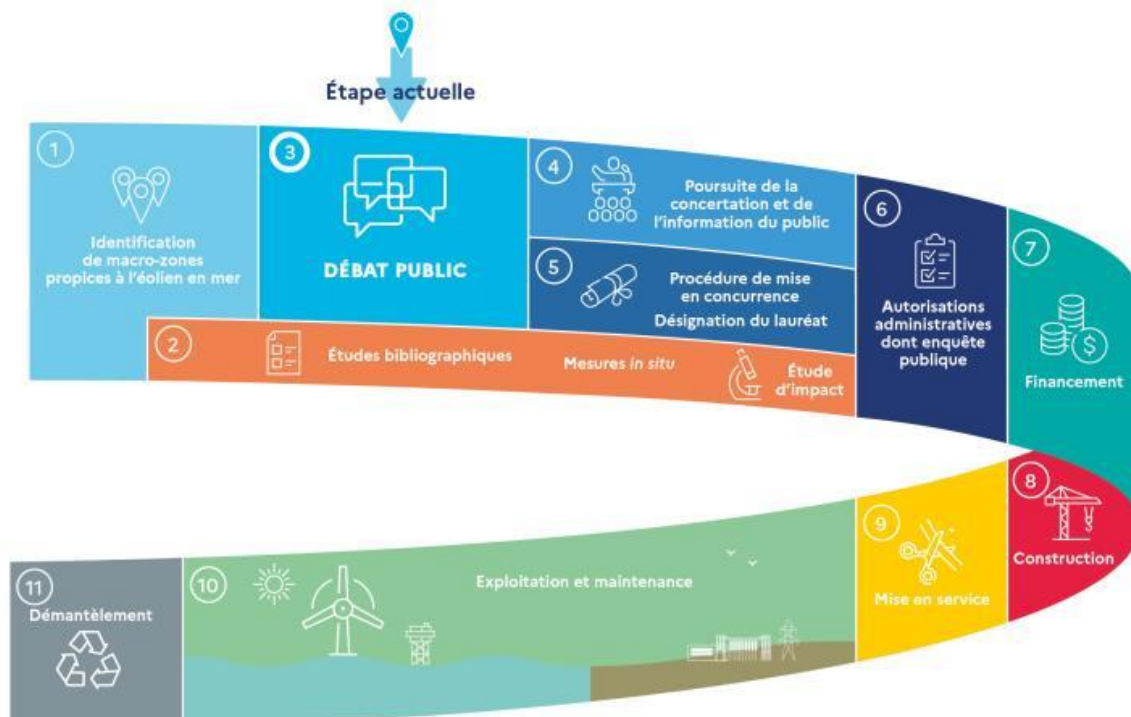 Étape actuelle
1
Identification
de macro-zones
propices à l'éolien en mer
2
Études bibliographiques
Mesures in situ
Étude
d'impact
3
DÉBAT PUBLIC
4
Poursuite de la
concertation et de
l'information du public
5
Procédure de mise
en concurrence
Désignation du lauréat
6
Autorisations
administratives
dont enquête
publique
7
$
Financement
8
Construction
9
Mise en service
10
Exploitation et maintenance
11
Démantèlement